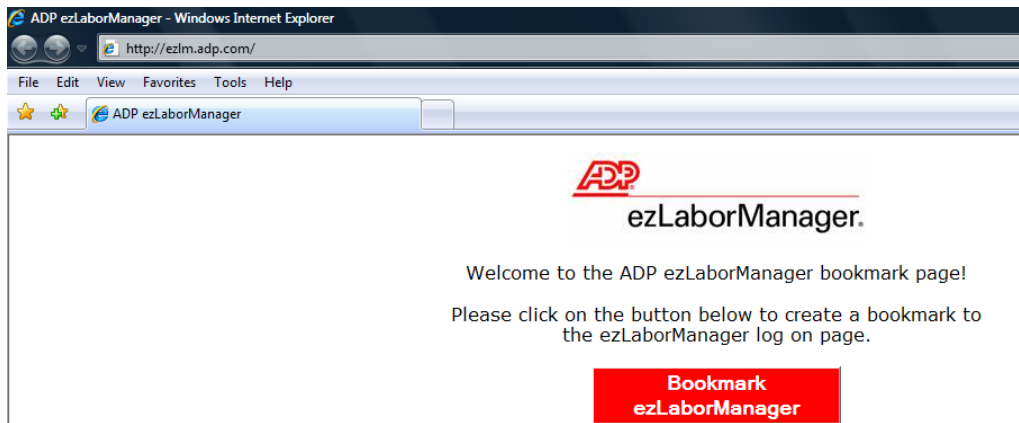 ADP ezLaborManager - Windows Internet Explorer
http://ezlm.adp.com/
File Edit View Favorites Tools Help
ADP ezLaborManager
ADP
ezLaborManager.
Welcome to the ADP ezLaborManager bookmark page!
Please click on the button below to create a bookmark to
the ezLaborManager log on page.
Bookmark
ezLaborManager